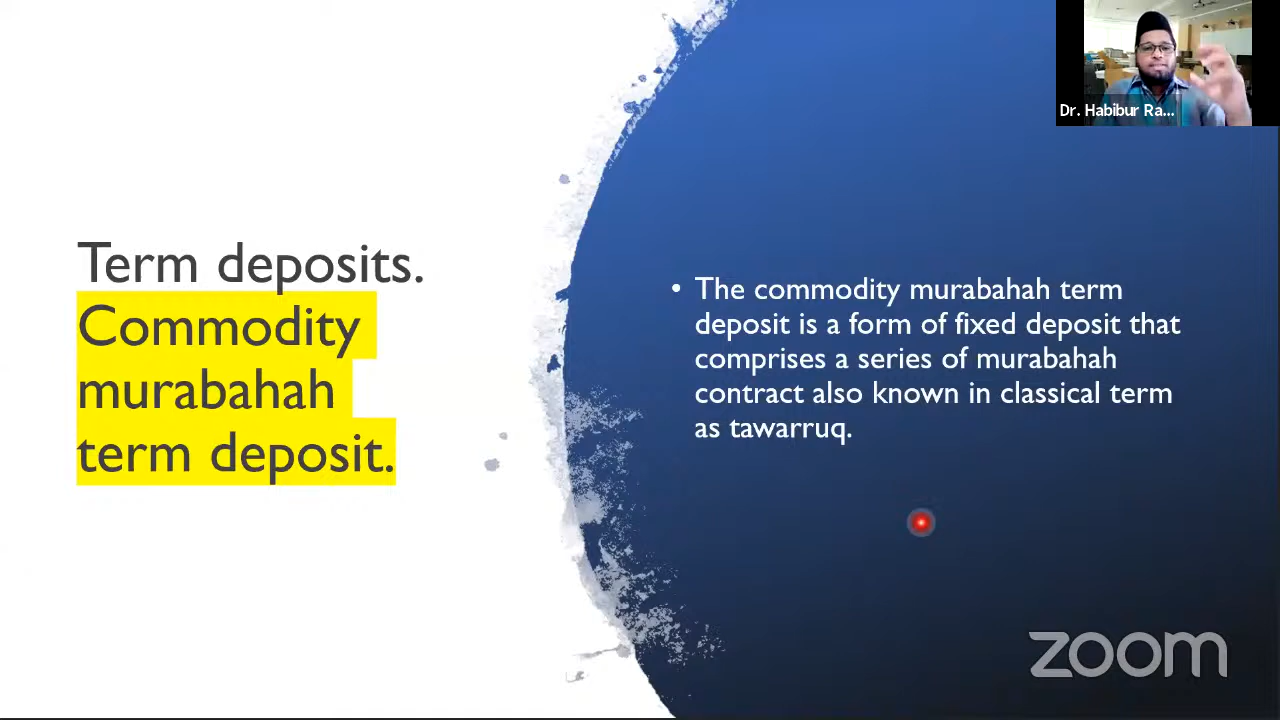 Term deposits.
Commodity
murabahah
term deposit.
• The commodity murabahah term
deposit is a form of fixed deposit that
comprises a series of murabahah
contract also known in classical term
as tawarruq.
Dr. Habibur Ra...
zoom